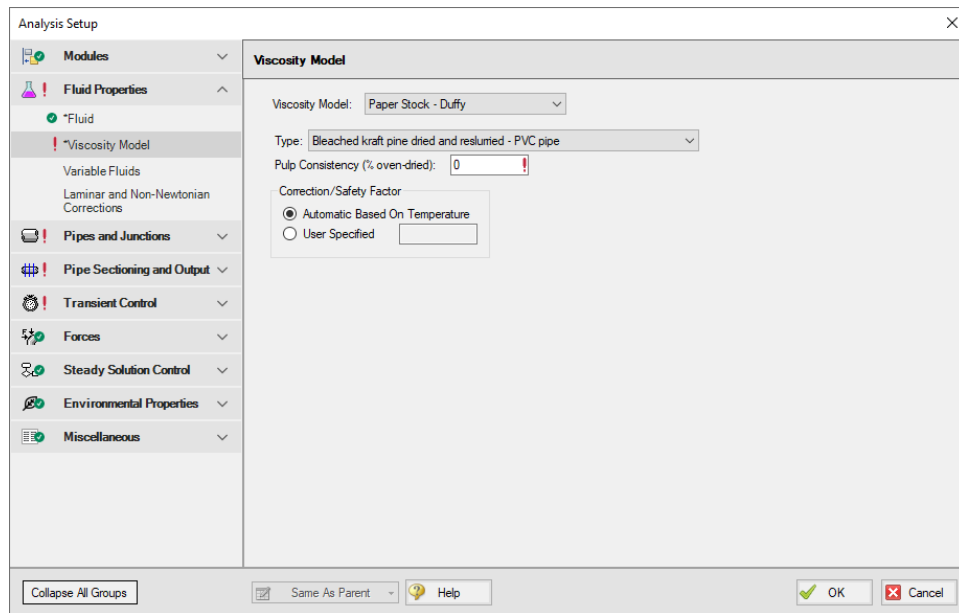 Analysis Setup
Modules
Fluid Properties
*Fluid
*Viscosity Model
Variable Fluids
Laminar and Non-Newtonian
Corrections
Pipes and Junctions
Pipe Sectioning and Output
Transient Control
Forces
Steady Solution Control
Environmental Properties
Miscellaneous
Viscosity Model
Viscosity Model: Paper Stock - Duffy
Type: Bleached kraft pine dried and reslurried - PVC pipe
Pulp Consistency (% oven-dried): 0
Correction/Safety Factor
Automatic Based On Temperature
User Specified
Collapse All Groups
Same As Parent
Help
OK
Cancel